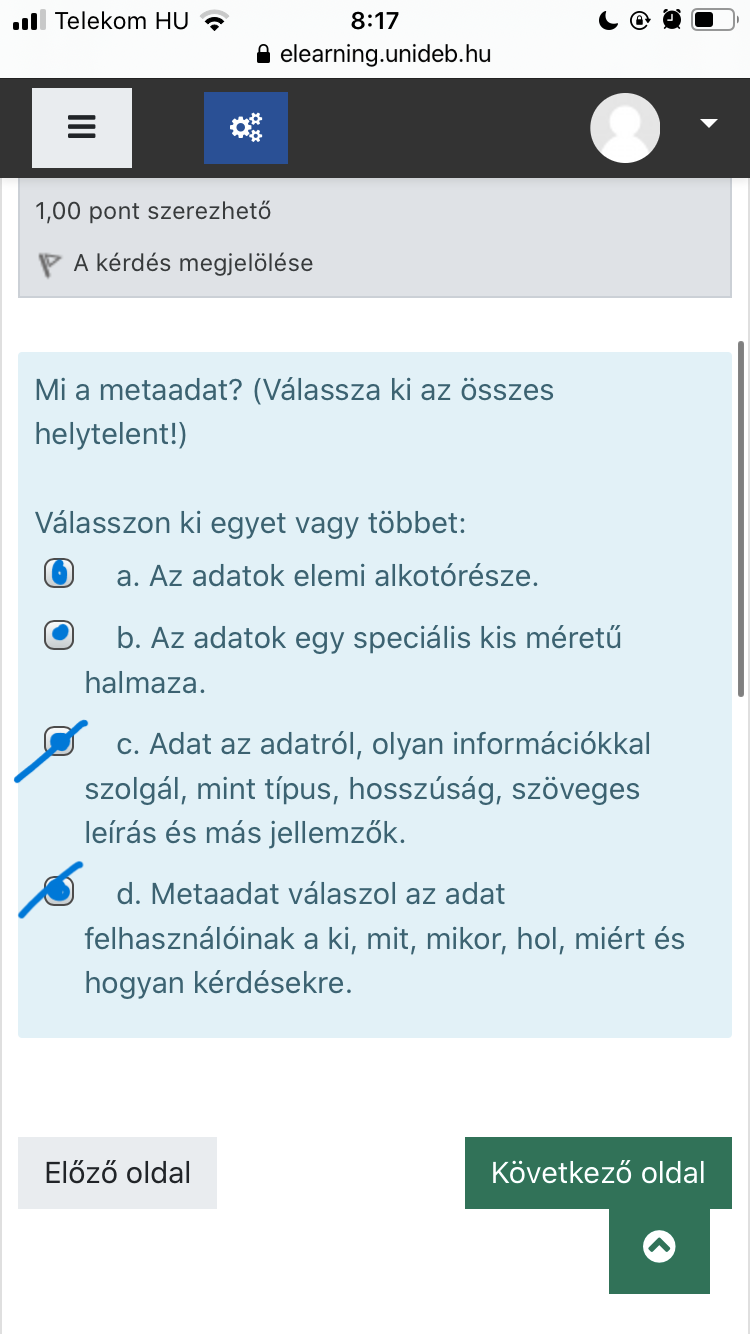 Telekom HU
8:17
elearning.unideb.hu
1,00 pont szerezhető
A kérdés megjelölése
Mi a metaadat? (Válassza ki az összes
helytelent!)
Válasszon ki egyet vagy többet:
a. Az adatok elemi alkotórésze.
b. Az adatok egy speciális kis méretű
halmaza.
c. Adat az adatról, olyan információkkal
szolgál, mint típus, hosszúság, szöveges
leírás és más jellemzők.
d. Metaadat válaszol az adat
felhasználóinak a ki, mit, mikor, hol, miért és
hogyan kérdésekre.
Előző oldal
Következő oldal